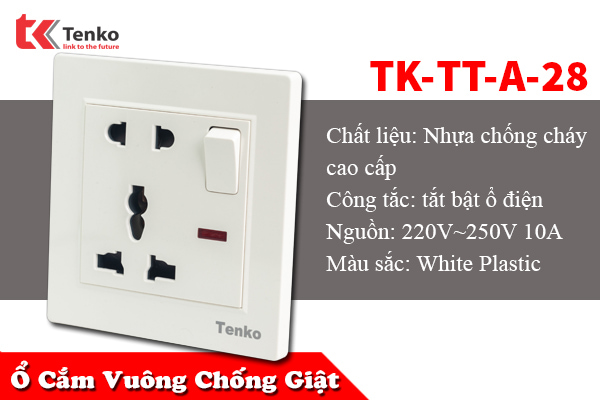 tk Tenko
link to the future
TK-TT-A-28
Chất liệu: Nhựa chống cháy
cao cấp
Công tắc: tắt bật ổ điện
Nguồn: 220V~250V 10A
Màu sắc: White Plastic
Tenko
Ổ Cắm Vuông Chống Giật